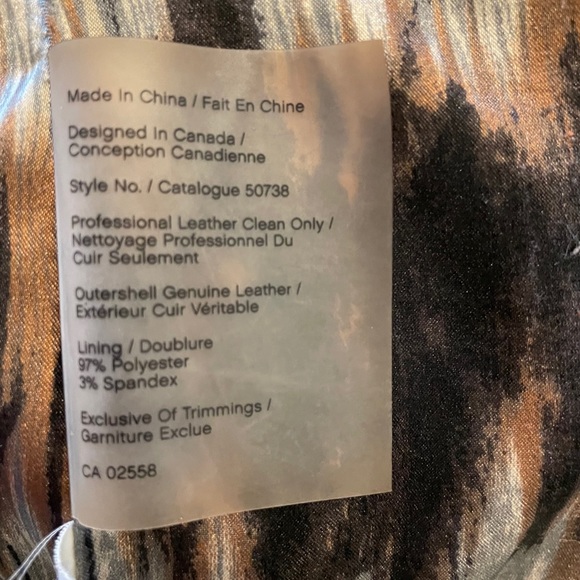 Made In China / Fait En Chine
Designed In Canada /
Conception Canadienne
Style No. / Catalogue 50738
Professional Leather Clean Only /
Nettoyage Professionnel Du
Cuir Seulement
Outershell Genuine Leather /
Extérieur Cuir Véritable
Lining / Doublure
97% Polyester
3% Spandex
Exclusive Of Trimmings /
Garniture Exclue
CA 02558